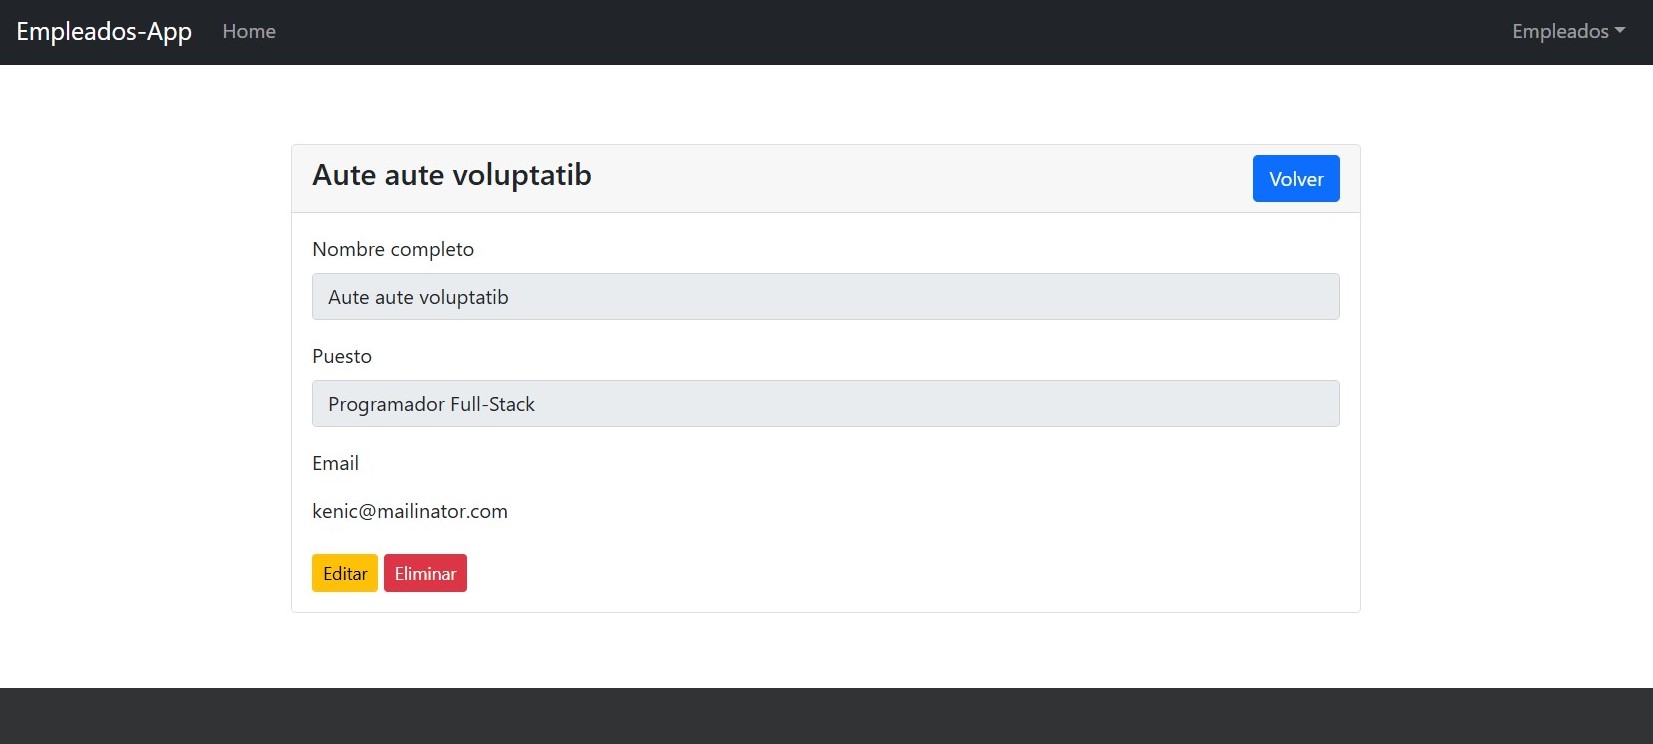 Empleados-App Home Empleados
Aute aute voluptatib Volver
Nombre completo
Aute aute voluptatib
Puesto
Programador Full-Stack
Email
kenic@mailinator.com
Editar Eliminar